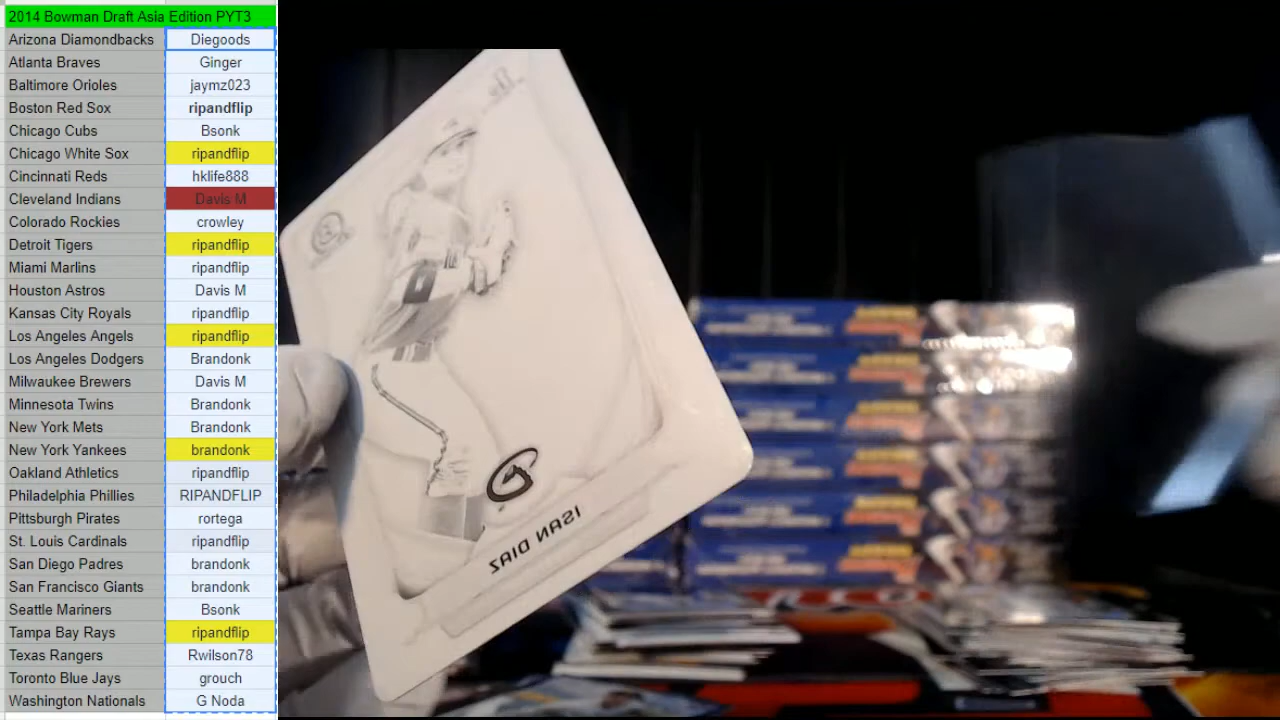 2014 Bowman Draft Asia Edition PYT3
Arizona Diamondbacks Diegoods
Atlanta Braves Ginger
Baltimore Orioles jaymz023
Boston Red Sox ripandflip
Chicago Cubs Bsonk
Chicago White Sox ripandflip
Cincinnati Reds hklife888
Cleveland Indians Davis M
Colorado Rockies crowley
Detroit Tigers ripandflip
Miami Marlins ripandflip
Houston Astros Davis M
Kansas City Royals ripandflip
Los Angeles Angels ripandflip
Los Angeles Dodgers Brandonk
Milwaukee Brewers Davis M
Minnesota Twins Brandonk
New York Mets Brandonk
New York Yankees brandonk
Oakland Athletics ripandflip
Philadelphia Phillies RIPANDFLIP
Pittsburgh Pirates rortega
St. Louis Cardinals ripandflip
San Diego Padres brandonk
San Francisco Giants brandonk
Seattle Mariners Bsonk
Tampa Bay Rays ripandflip
Texas Rangers Rwilson78
Toronto Blue Jays grouch
Washington Nationals G Noda
ISAN DIAZ